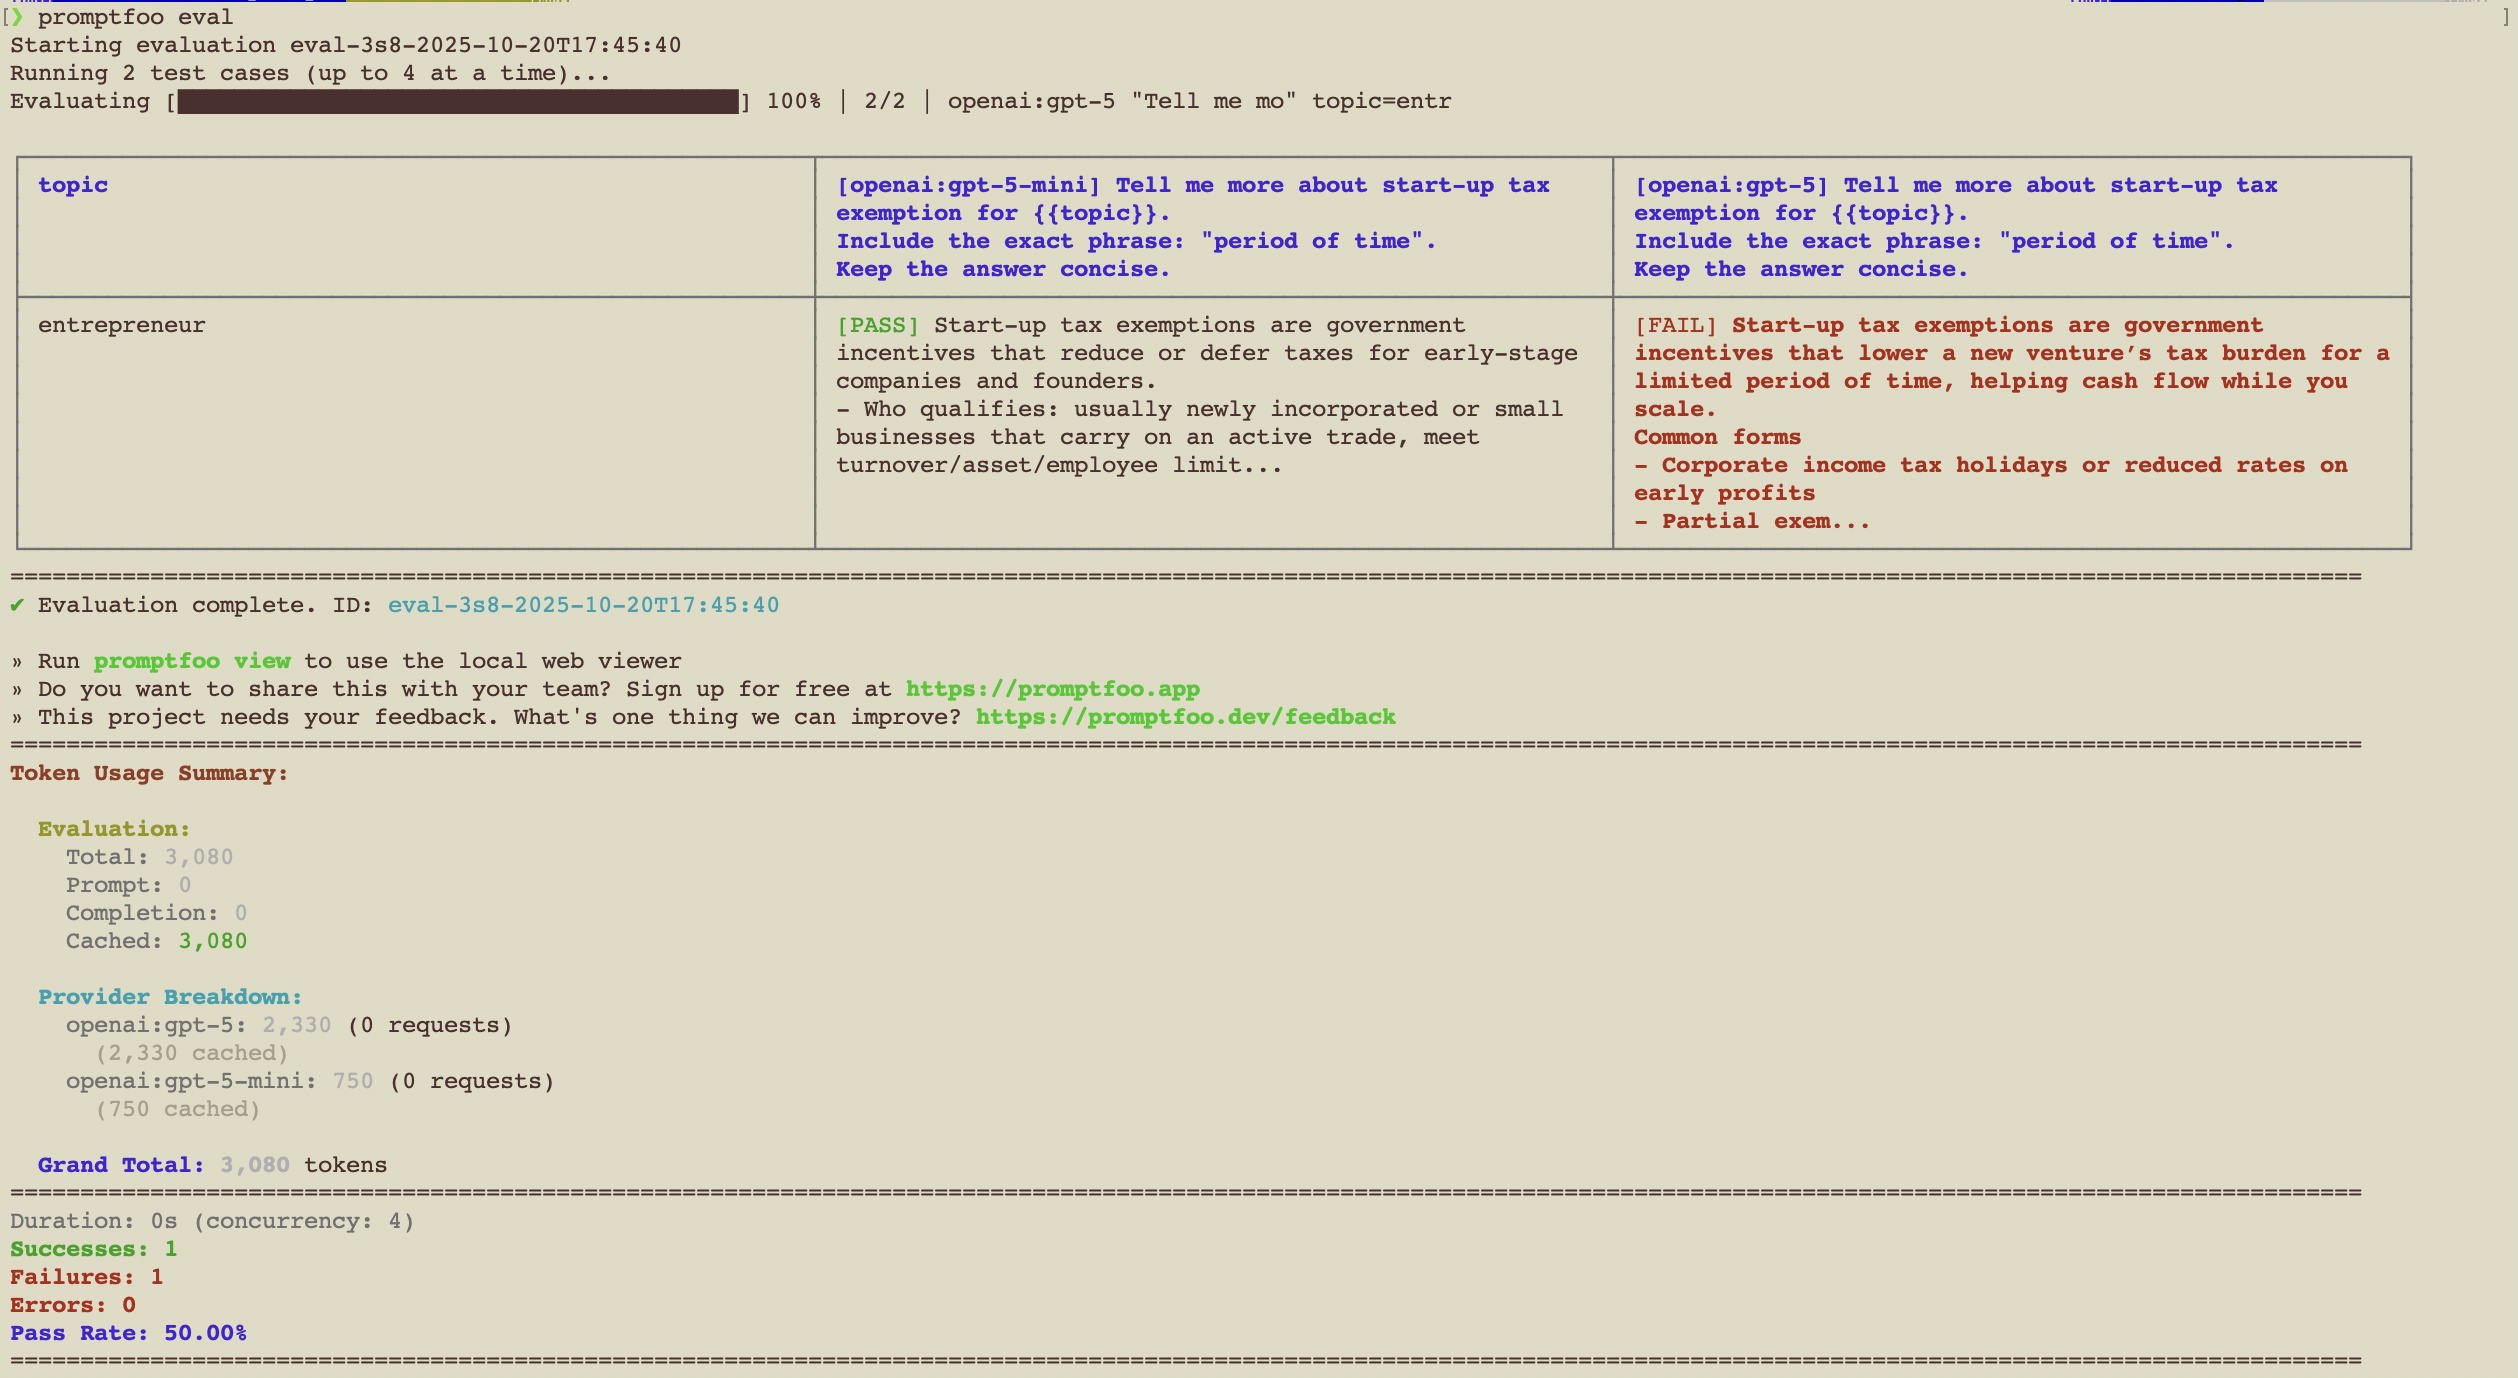 [❯ promptfoo eval ]
Starting evaluation eval-3s8-2025-10-20T17:45:40
Running 2 test cases (up to 4 at a time)...
Evaluating [████████████████████████████████████████] 100% | 2/2 | openai:gpt-5 "Tell me mo" topic=entr
topic
[openai:gpt-5-mini] Tell me more about start-up tax
exemption for {{topic}}.
Include the exact phrase: "period of time".
Keep the answer concise.
[openai:gpt-5] Tell me more about start-up tax
exemption for {{topic}}.
Include the exact phrase: "period of time".
Keep the answer concise.
entrepreneur
[PASS] Start-up tax exemptions are government
incentives that reduce or defer taxes for early-stage
companies and founders.
- Who qualifies: usually newly incorporated or small
businesses that carry on an active trade, meet
turnover/asset/employee limit...
[FAIL] Start-up tax exemptions are government
incentives that lower a new venture’s tax burden for a
limited period of time, helping cash flow while you
scale.
Common forms
- Corporate income tax holidays or reduced rates on
early profits
- Partial exem...
✔ Evaluation complete. ID: eval-3s8-2025-10-20T17:45:40
» Run promptfoo view to use the local web viewer
» Do you want to share this with your team? Sign up for free at https://promptfoo.app
» This project needs your feedback. What's one thing we can improve? https://promptfoo.dev/feedback
Token Usage Summary:
Evaluation:
Total: 3,080
Prompt: 0
Completion: 0
Cached: 3,080
Provider Breakdown:
openai:gpt-5: 2,330 (0 requests)
(2,330 cached)
openai:gpt-5-mini: 750 (0 requests)
(750 cached)
Grand Total: 3,080 tokens
Duration: 0s (concurrency: 4)
Successes: 1
Failures: 1
Errors: 0
Pass Rate: 50.00%